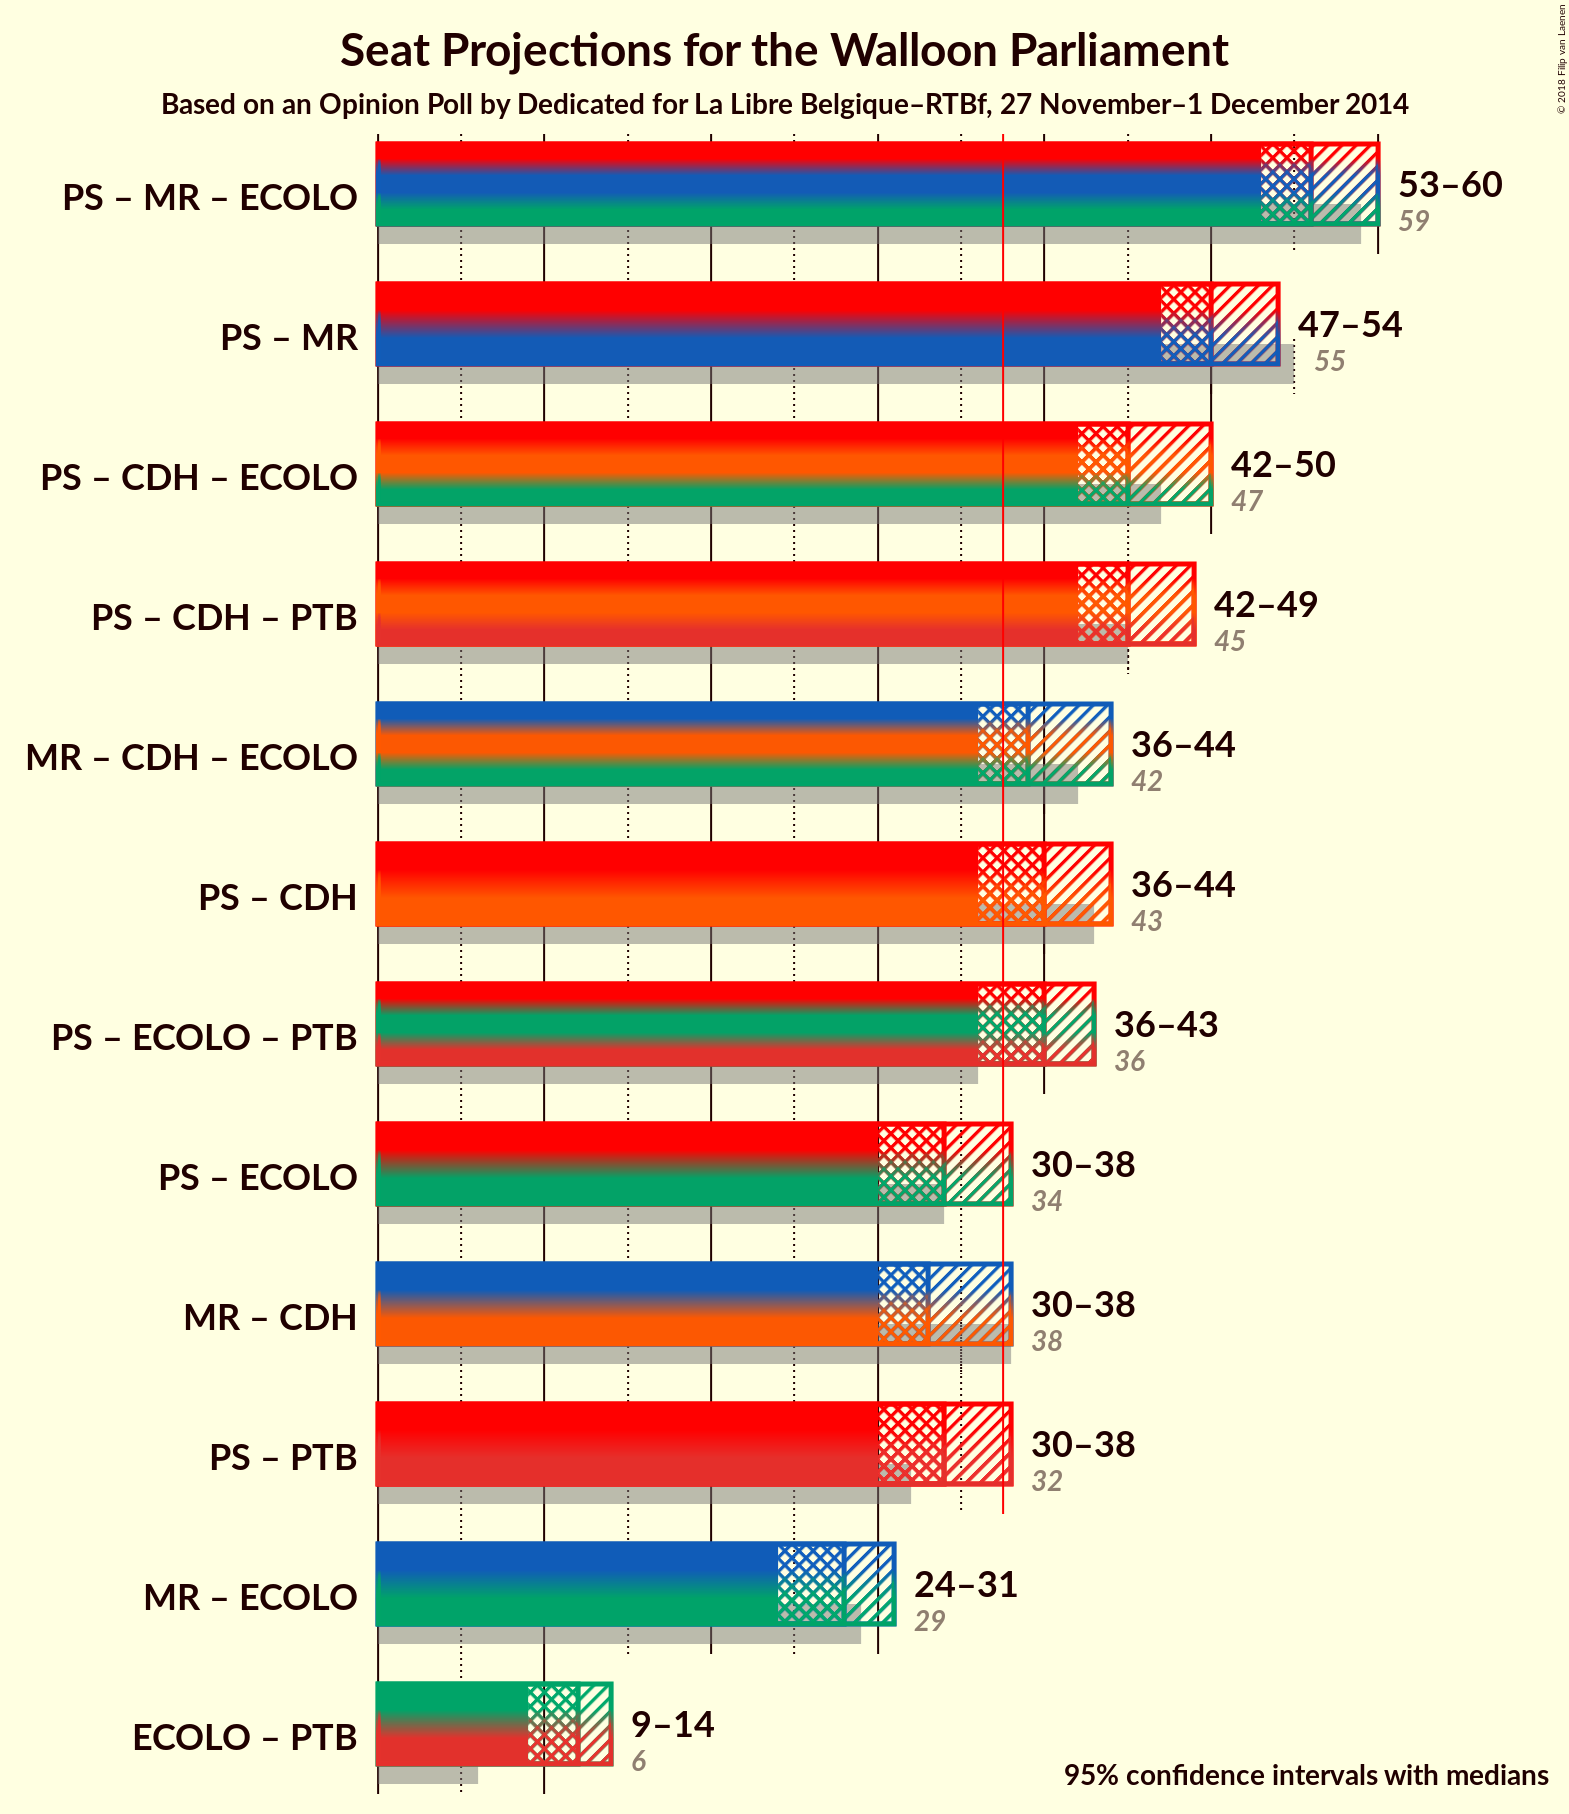 Seat Projections for the Walloon Parliament
Based on an Opinion Poll by Dedicated for La Libre Belgique–RTBf, 27 November–1 December 2014
© 2018 Filip van Laenen
PS – MR – ECOLO
53–60
59
PS – MR
47–54
55
PS – CDH – ECOLO
42–50
47
PS – CDH – PTB
42–49
45
MR – CDH – ECOLO
36–44
42
PS – CDH
36–44
43
PS – ECOLO – PTB
36–43
36
PS – ECOLO
30–38
34
MR – CDH
30–38
38
PS – PTB
30–38
32
MR – ECOLO
24–31
29
ECOLO – PTB
9–14
6
95% confidence intervals with medians